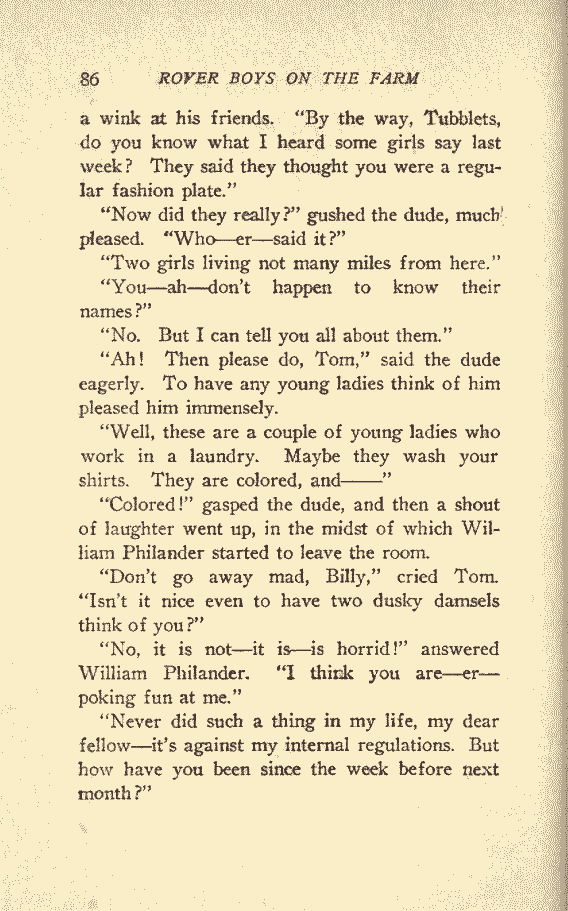 86 ROVER BOYS ON THE FARM
a wink at his friends. "By the way, Tubblets,
do you know what I heard some girls say last
week? They said they thought you were a regu-
lar fashion plate."
"Now did they really?" gushed the dude, much
pleased. "Who—er—said it?"
"Two girls living not many miles from here."
"You—ah—don't happen to know their
names?"
"No. But I can tell you all about them."
"Ah! Then please do, Tom," said the dude
eagerly. To have any young ladies think of him
pleased him immensely.
"Well, these are a couple of young ladies who
work in a laundry. Maybe they wash your
shirts. They are colored, and——"
"Colored!" gasped the dude, and then a shout
of laughter went up, in the midst of which Wil-
liam Philander started to leave the room.
"Don't go away mad, Billy," cried Tom.
"Isn't it nice even to have two dusky damsels
think of you?"
"No, it is not—it is—is horrid!" answered
William Philander. "I think you are—er—
poking fun at me."
"Never did such a thing in my life, my dear
fellow—it's against my internal regulations. But
how have you been since the week before next
month?"